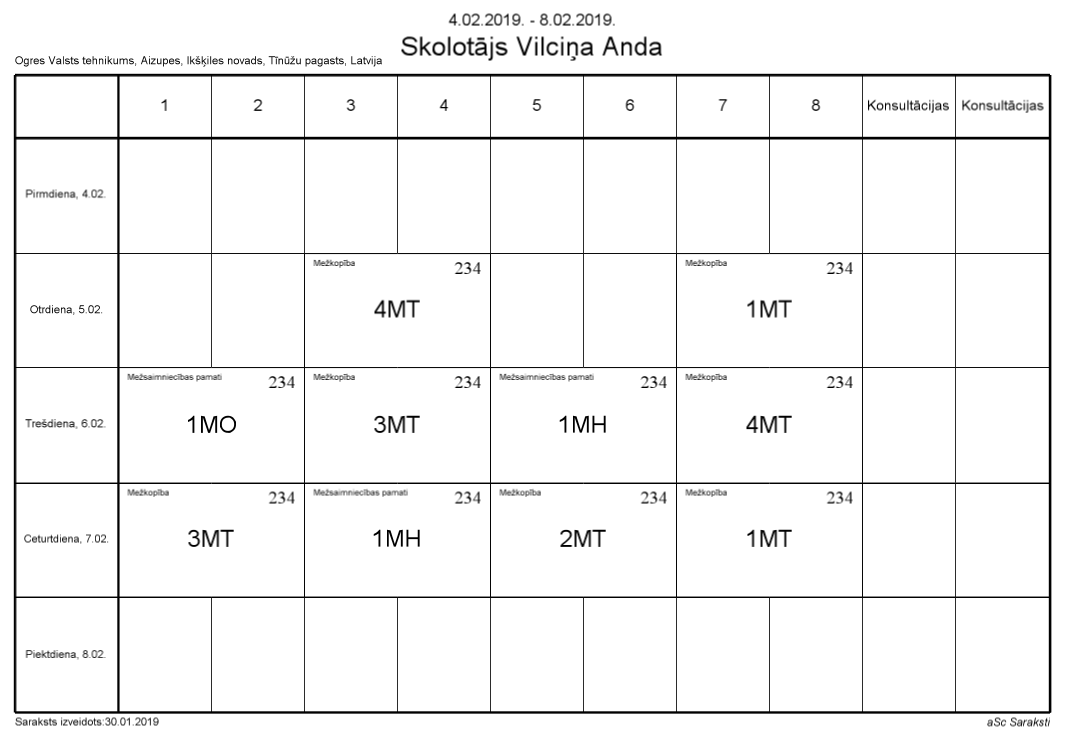 4.02.2019. - 8.02.2019.
Skolotājs Vilciņa Anda
Ogres Valsts tehnikums, Aizupes, Ikšķiles novads, Tīnūžu pagasts, Latvija
1 2 3 4 5 6 7 8 Konsultācijas Konsultācijas
Pirmdiena, 4.02.
Mežkopība 234 Mežkopība 234
Otrdiena, 5.02. 4MT 1MT
Mežsaimniecības pamati 234 Mežkopība 234 Mežsaimniecības pamati 234 Mežkopība 234
Trešdiena, 6.02. 1MO 3MT 1MH 4MT
Mežkopība 234 Mežsaimniecības pamati 234 Mežkopība 234 Mežkopība 234
Ceturtdiena, 7.02. 3MT 1MH 2MT 1MT
Piektdiena, 8.02.
Saraksts izveidots:30.01.2019 aSc Saraksti